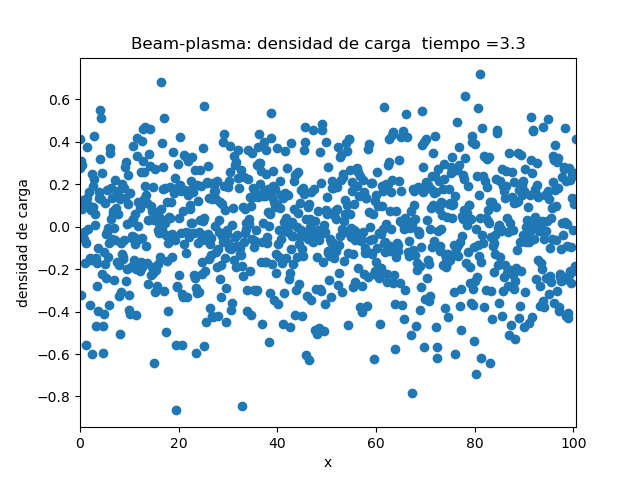 Beam-plasma: densidad de carga  tiempo =3.3
densidad de carga
0.6
0.4
0.2
0.0
−0.2
−0.4
−0.6
−0.8
0 20 40 60 80 100
x